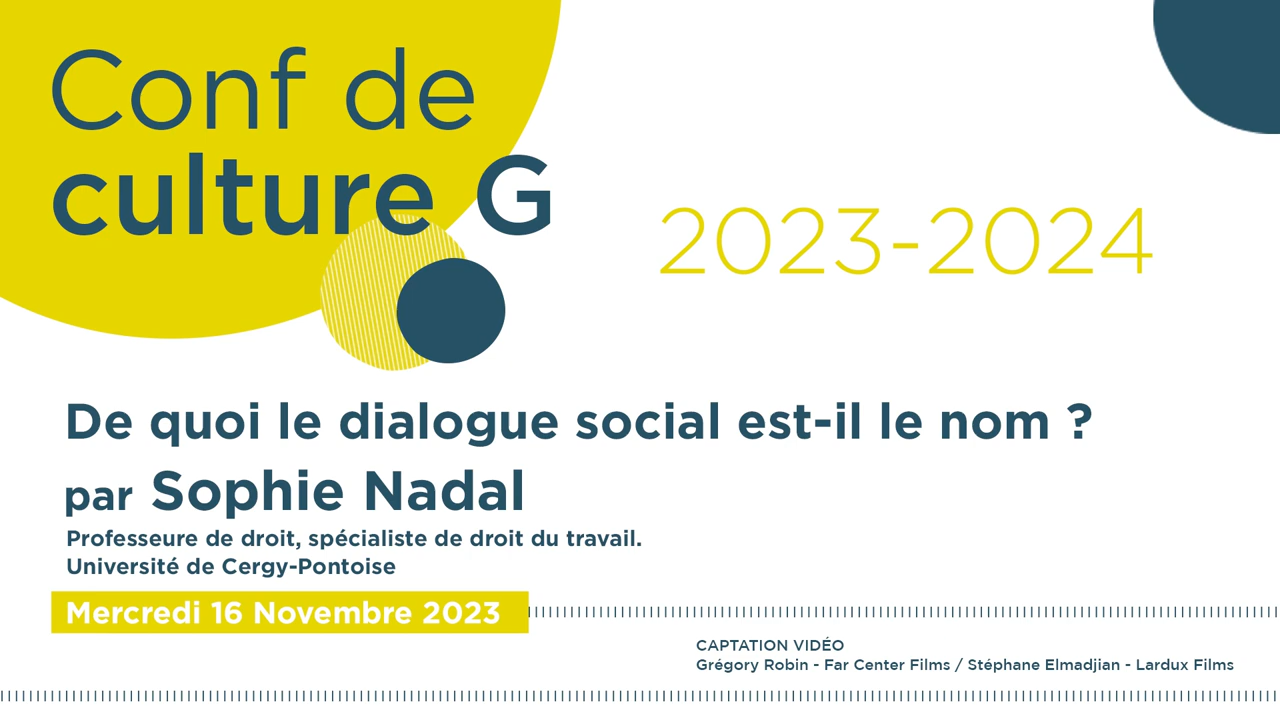 Conf de
culture G
2023-2024
De quoi le dialogue social est-il le nom ?
par Sophie Nadal
Professeure de droit, spécialiste de droit du travail.
Université de Cergy-Pontoise
Mercredi 16 Novembre 2023
CAPTATION VIDÉO
Grégory Robin - Far Center Films / Stéphane Elmadjian - Lardux Films